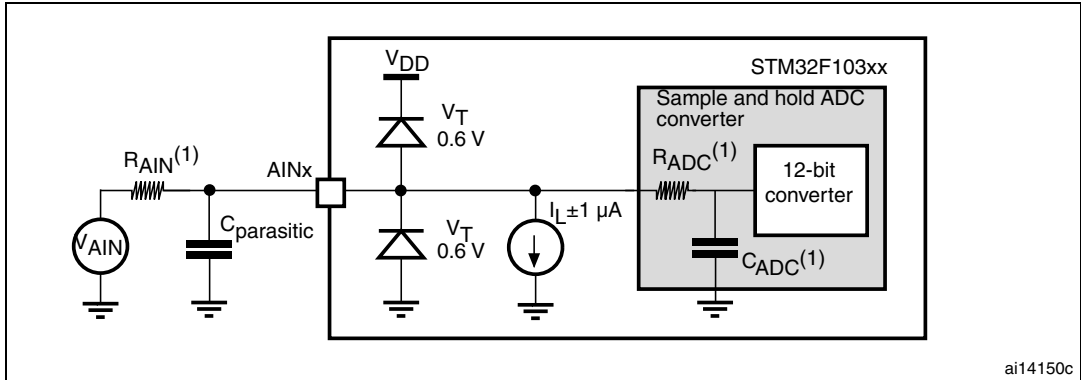 VDD
STM32F103xx
Sample and hold ADC
converter
VT
0.6 V
RAIN(1)
AINx
RADC(1)
12-bit
converter
VAIN
Cparasitic
VT
0.6 V
IL±1 µA
CADC(1)
ai14150c